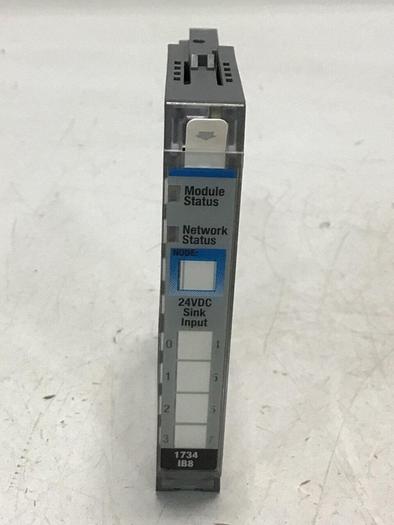 Module
Status
Network
Status
NODE:
24VDC
Sink
Input
0 4
1 5
2 6
3 7
1734
IB8